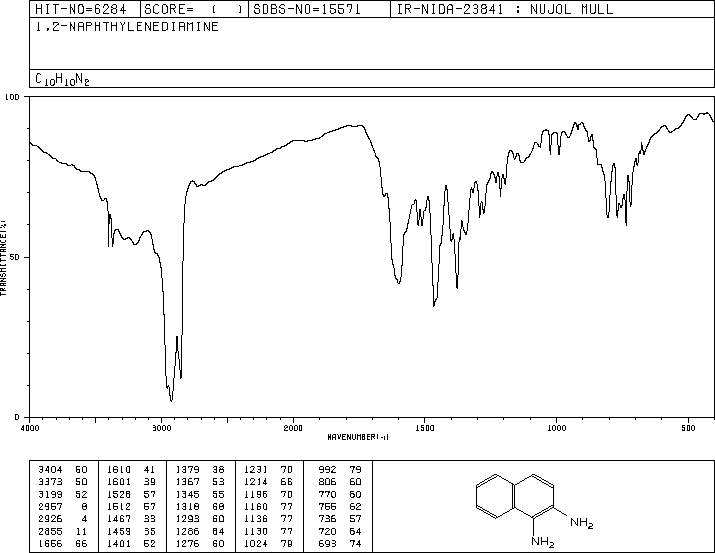 HIT-NO=6284 SCORE= ( ) SDBS-NO=15571 IR-NIDA-23841 : NUJOL MULL
1,2-NAPHTHYLENEDIAMINE
C10H10N2
100
50
0
TRANSMITTANCE(%)
4000 3000 2000 1500 1000 500
WAVENUMBER(-1)
3404 50 1610 41 1379 38 1231 70 992 79
3373 50 1601 39 1367 53 1214 66 806 60
3199 52 1528 57 1345 55 1196 70 770 60
2957 8 1512 57 1318 68 1160 77 755 62
2926 4 1467 33 1293 60 1136 77 736 57
2855 11 1459 35 1286 64 1130 77 720 64
1656 66 1401 52 1276 60 1024 79 693 74
NH2
NH2